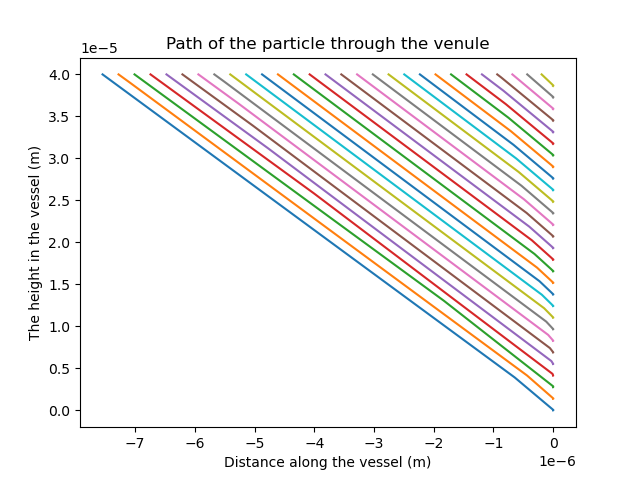 Path of the particle through the venule
1e−5
4.0
3.5
3.0
2.5
2.0
1.5
1.0
0.5
0.0
The height in the vessel (m)
−7 −6 −5 −4 −3 −2 −1 0
Distance along the vessel (m)
1e−6